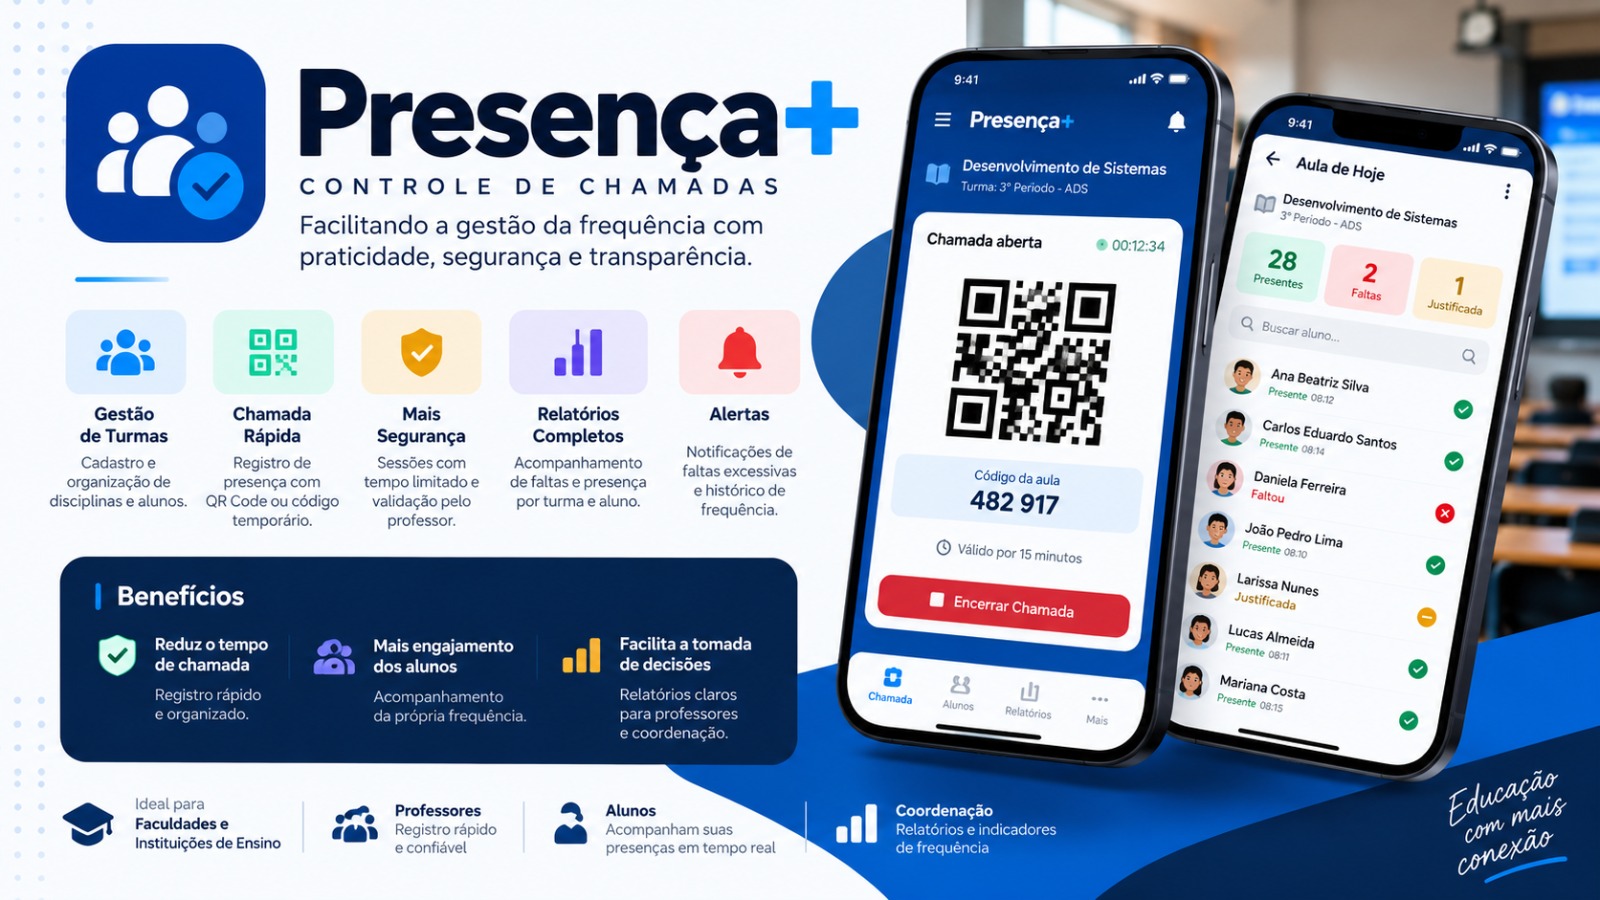 Presença+
CONTROLE DE CHAMADAS
Facilitando a gestão da frequência com
praticidade, segurança e transparência.
Gestão
de Turmas
Cadastro e
organização de
disciplinas e alunos.
Chamada
Rápida
Registro de
presença com
QR Code ou código
temporário.
Mais
Segurança
Sessões com
tempo limitado e
validação pelo
professor.
Relatórios
Completos
Acompanhamento
de faltas e presença
por turma e aluno.
Alertas
Notificações de
faltas excessivas
e histórico de
frequência.
Benefícios
Reduz o tempo
de chamada
Registro rápido
e organizado.
Mais engajamento
dos alunos
Acompanhamento
da própria frequência.
Facilita a tomada
de decisões
Relatórios claros
para professores
e coordenação.
Ideal para
Faculdades e
Instituições de Ensino
Professores
Registro rápido
e confiável
Alunos
Acompanham suas
presenças em tempo real
Coordenação
Relatórios e indicadores
de frequência
9:41
Presença+
Desenvolvimento de Sistemas
Turma: 3º Periodo - ADS
Chamada aberta
00:12:34
Código da aula
482 917
Válido por 15 minutos
Encerrar Chamada
Chamada
Alunos
Relatórios
Mais
9:41
Aula de Hoje
Desenvolvimento de Sistemas
3º Periodo - ADS
28
Presentes
2
Faltas
1
Justificada
Buscar aluno...
Ana Beatriz Silva
Presente 08:12
Carlos Eduardo Santos
Presente 08:14
Daniela Ferreira
Faltou
João Pedro Lima
Presente 08:10
Larissa Nunes
Justificada
Lucas Almeida
Presente 08:11
Mariana Costa
Presente 08:15
Educação
com mais
conexão